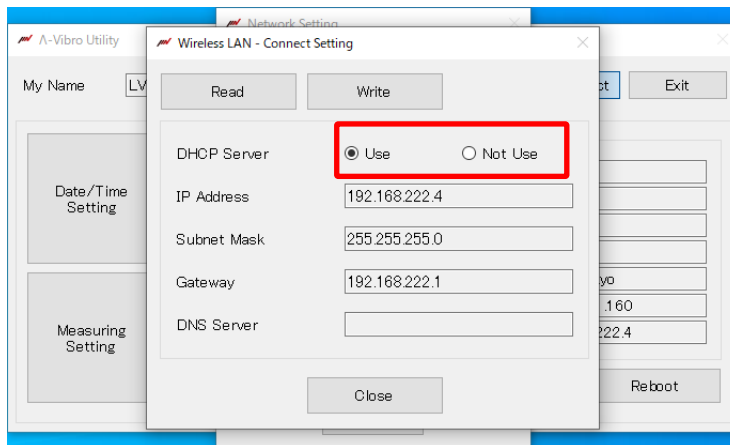 Network Setting
Λ-Vibro Utility
Wireless LAN - Connect Setting
My Name
LV
Exit
Read
Write
DHCP Server
Use
Not Use
Date/Time
Setting
IP Address
192.168.222.4
Subnet Mask
255.255.255.0
Gateway
192.168.222.1
yo
.160
DNS Server
222.4
Measuring
Setting
Close
Reboot